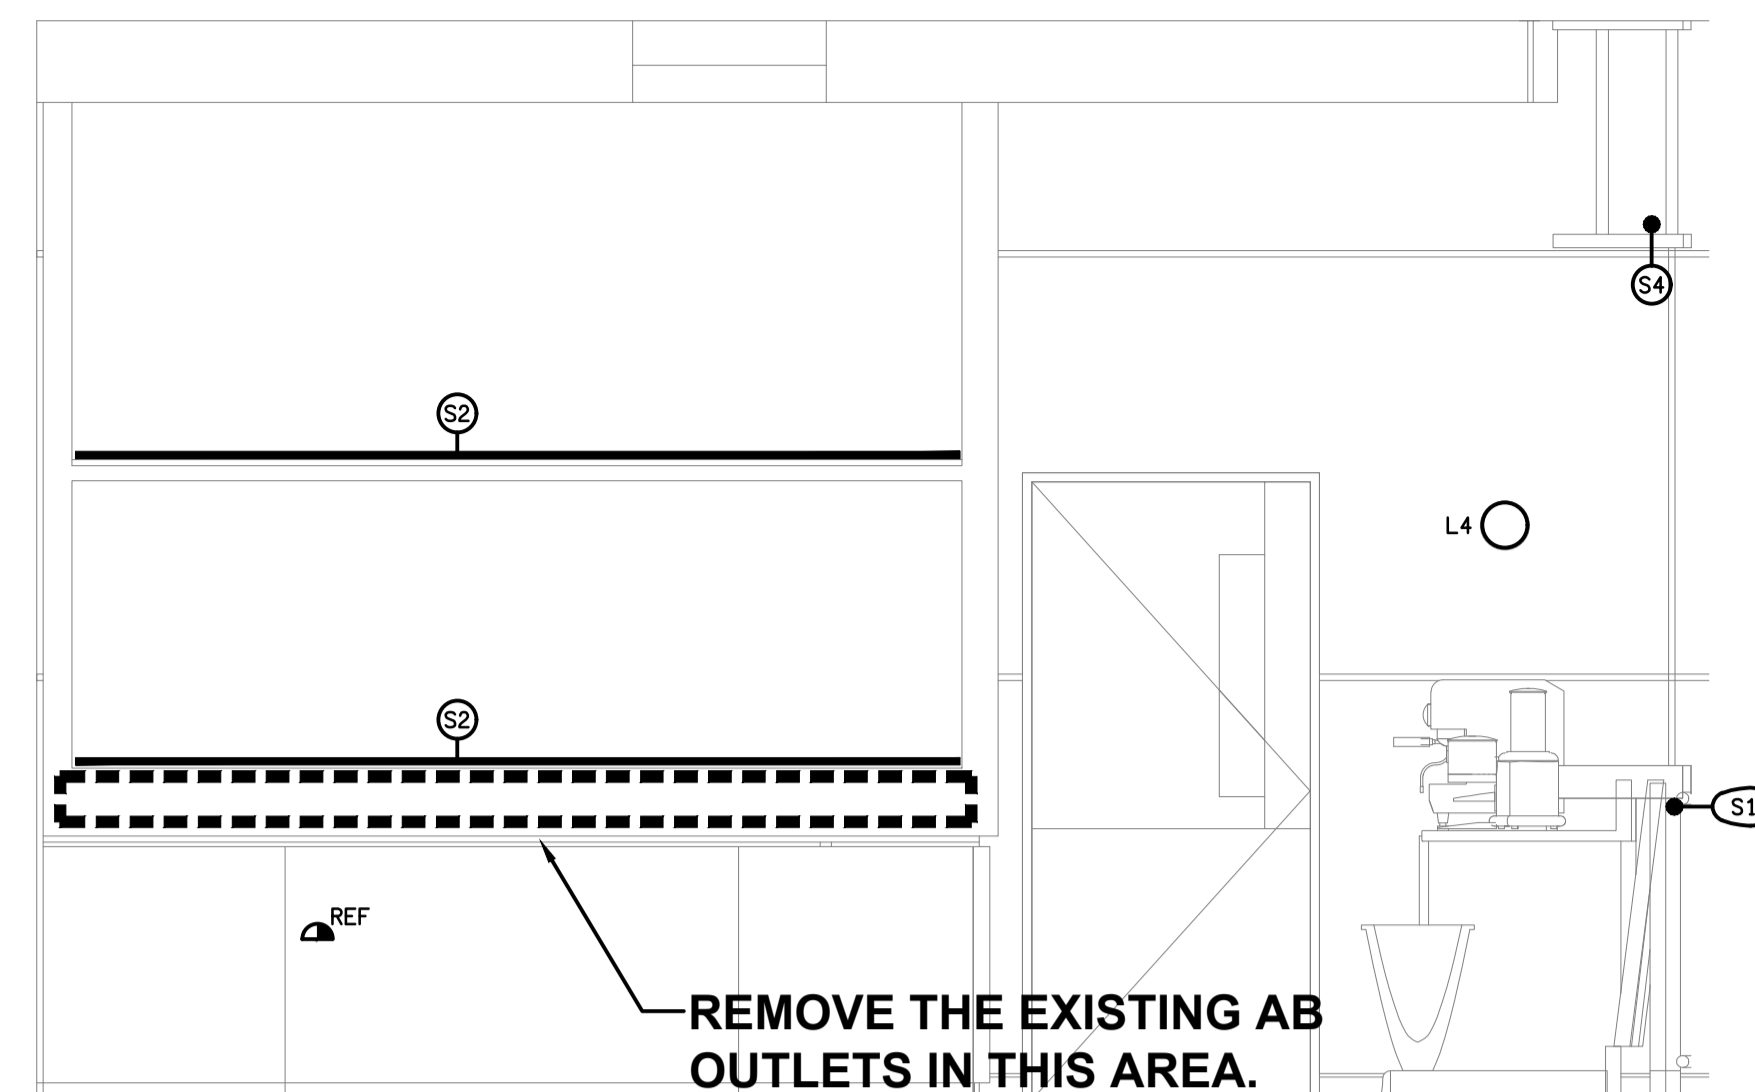 S4
S2
L4
S2
S1
REF
REMOVE THE EXISTING AB
OUTLETS IN THIS AREA.